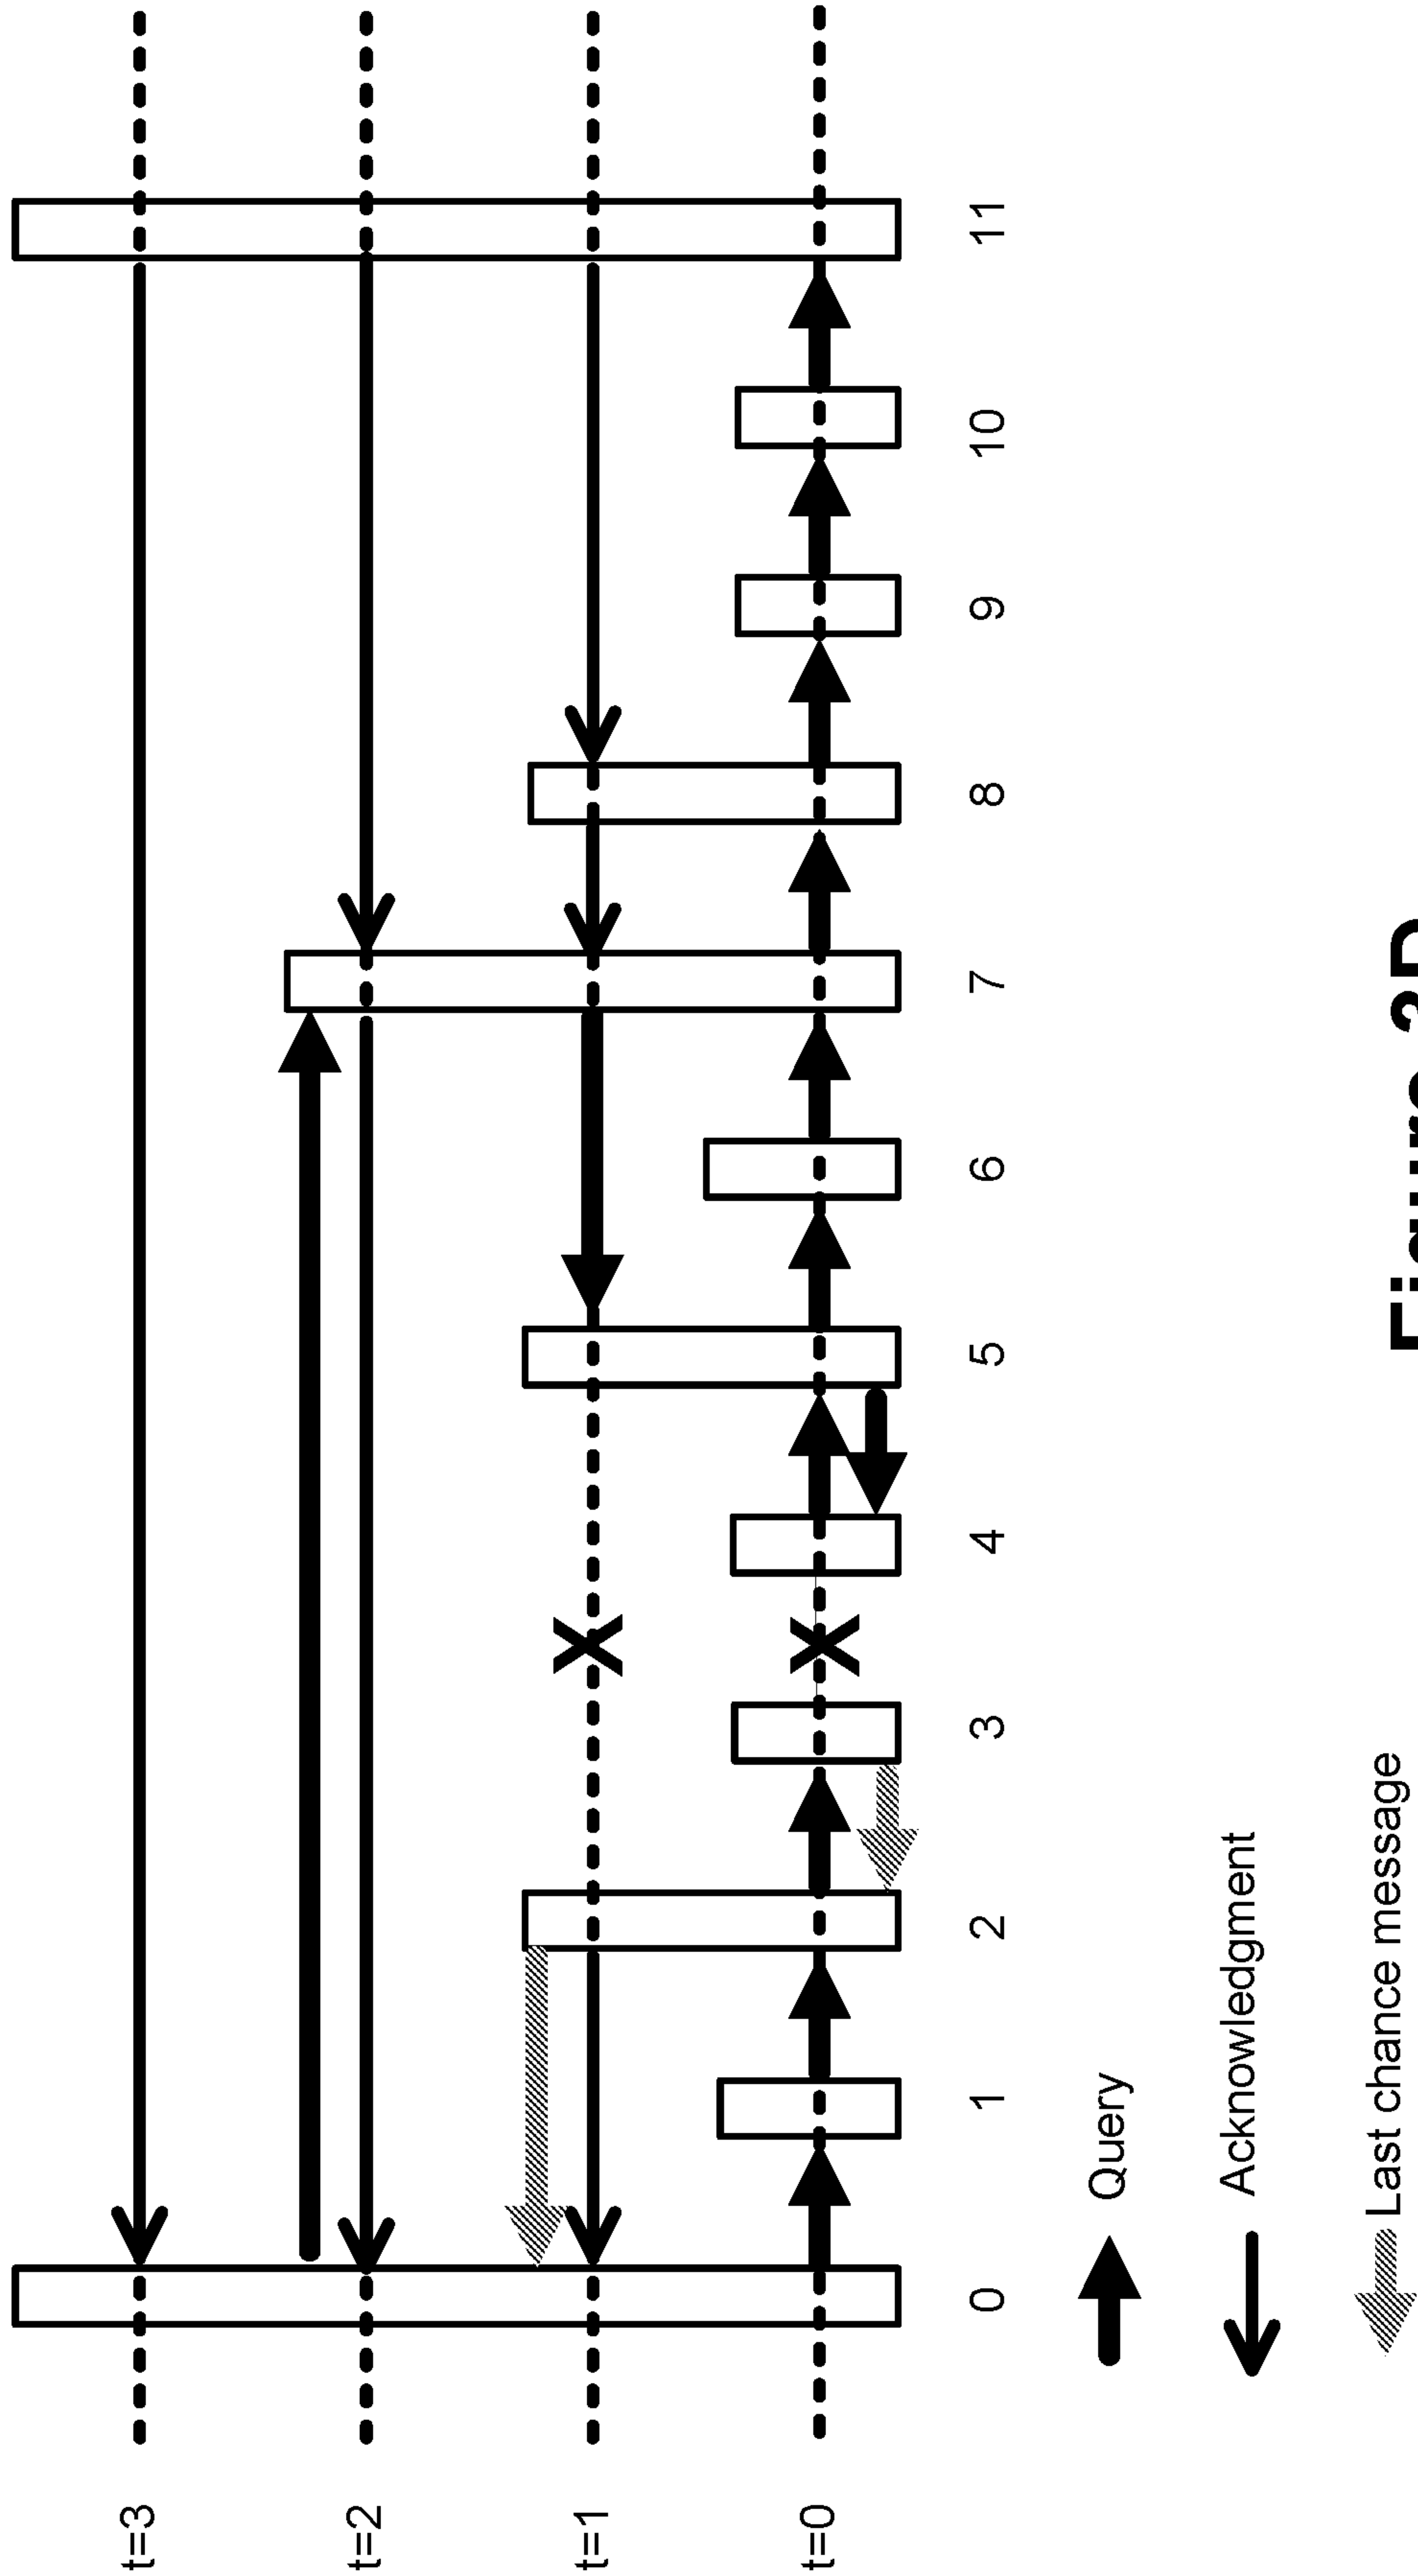 t=3
t=2
t=1 X
t=0 X
0 1 2 3 4 5 6 7 8 9 10 11
Query
Acknowledgment
Last chance message
Figure